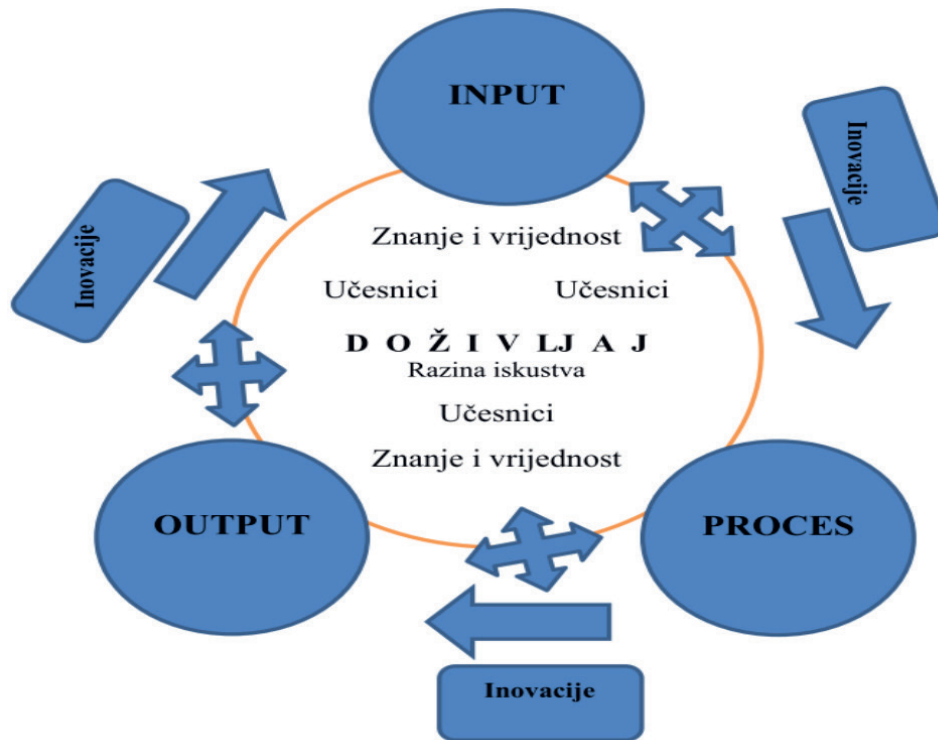 INPUT
Inovacije
Inovacije
Znanje i vrijednost
Učesnici Učesnici
D O Ž I V LJ A J
Razina iskustva
Učesnici
Znanje i vrijednost
OUTPUT
PROCES
Inovacije